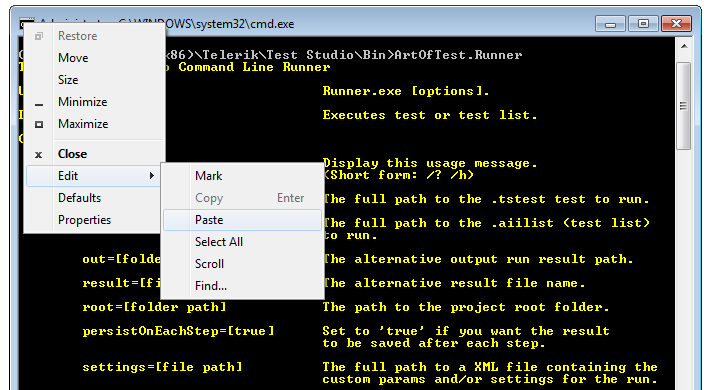 C:\WINDOWS\system32\cmd.exe
x86)\Telerik\Test Studio\Bin>ArtOfTest.Runner
Command Line Runner
Runner.exe [options].
Executes test or test list.
Display this usage message.
(Short form: /? /h)
The full path to the .tstest test to run.
The full path to the .aiilist (test list)
to run.
out=[folder The alternative output run result path.
The alternative result file name.
root=[folder path] The path to the project root folder.
persistOnEachStep=[true] Set to 'true' if you want the result
to be saved after each step.
settings=[file path] The full path to a XML file containing the
custom params and/or settings for the run.
Restore
Move
Size
Minimize
Maximize
Close
Edit
Defaults
Properties
Mark
Copy Enter
Paste
Select All
Scroll
Find...